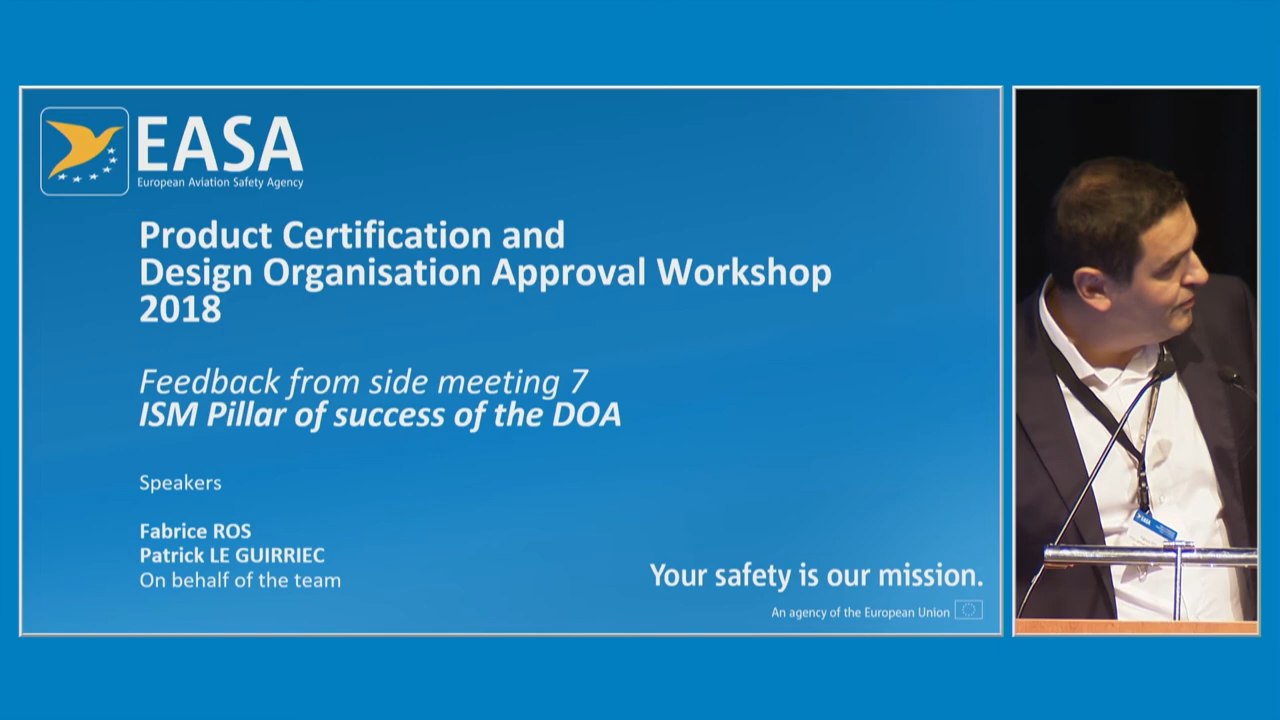 EASA
European Aviation Safety Agency
Product Certification and
Design Organisation Approval Workshop
2018
Feedback from side meeting 7
ISM Pillar of success of the DOA
Speakers
Fabrice ROS
Patrick LE GUIRRIEC
On behalf of the team
Your safety is our mission.
An agency of the European Union